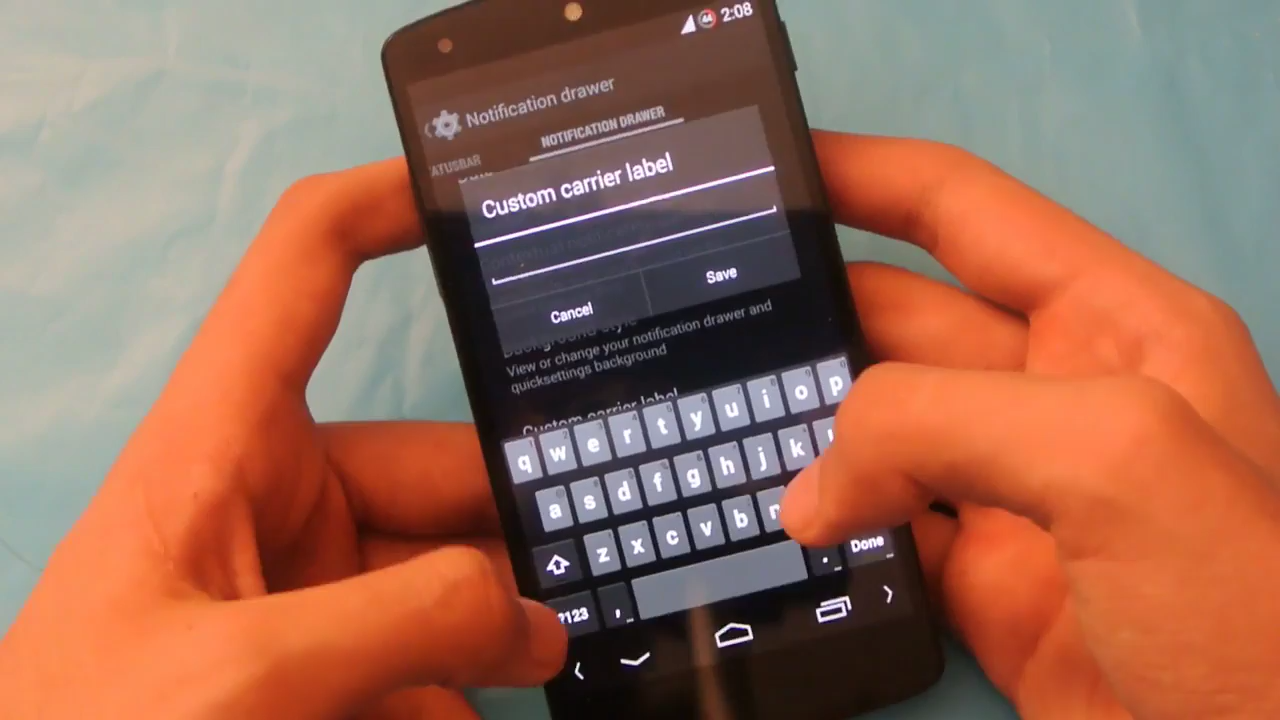 44 2:08
Notification drawer
ATUSBAR NOTIFICATION DRAWER
Custom carrier label
Cancel Save
Background style
View or change your notification drawer and
quicksettings background
Custom carrier label
q w e r t y u i o p
a s d f g h j k
z x c v b n
?123 , . Done